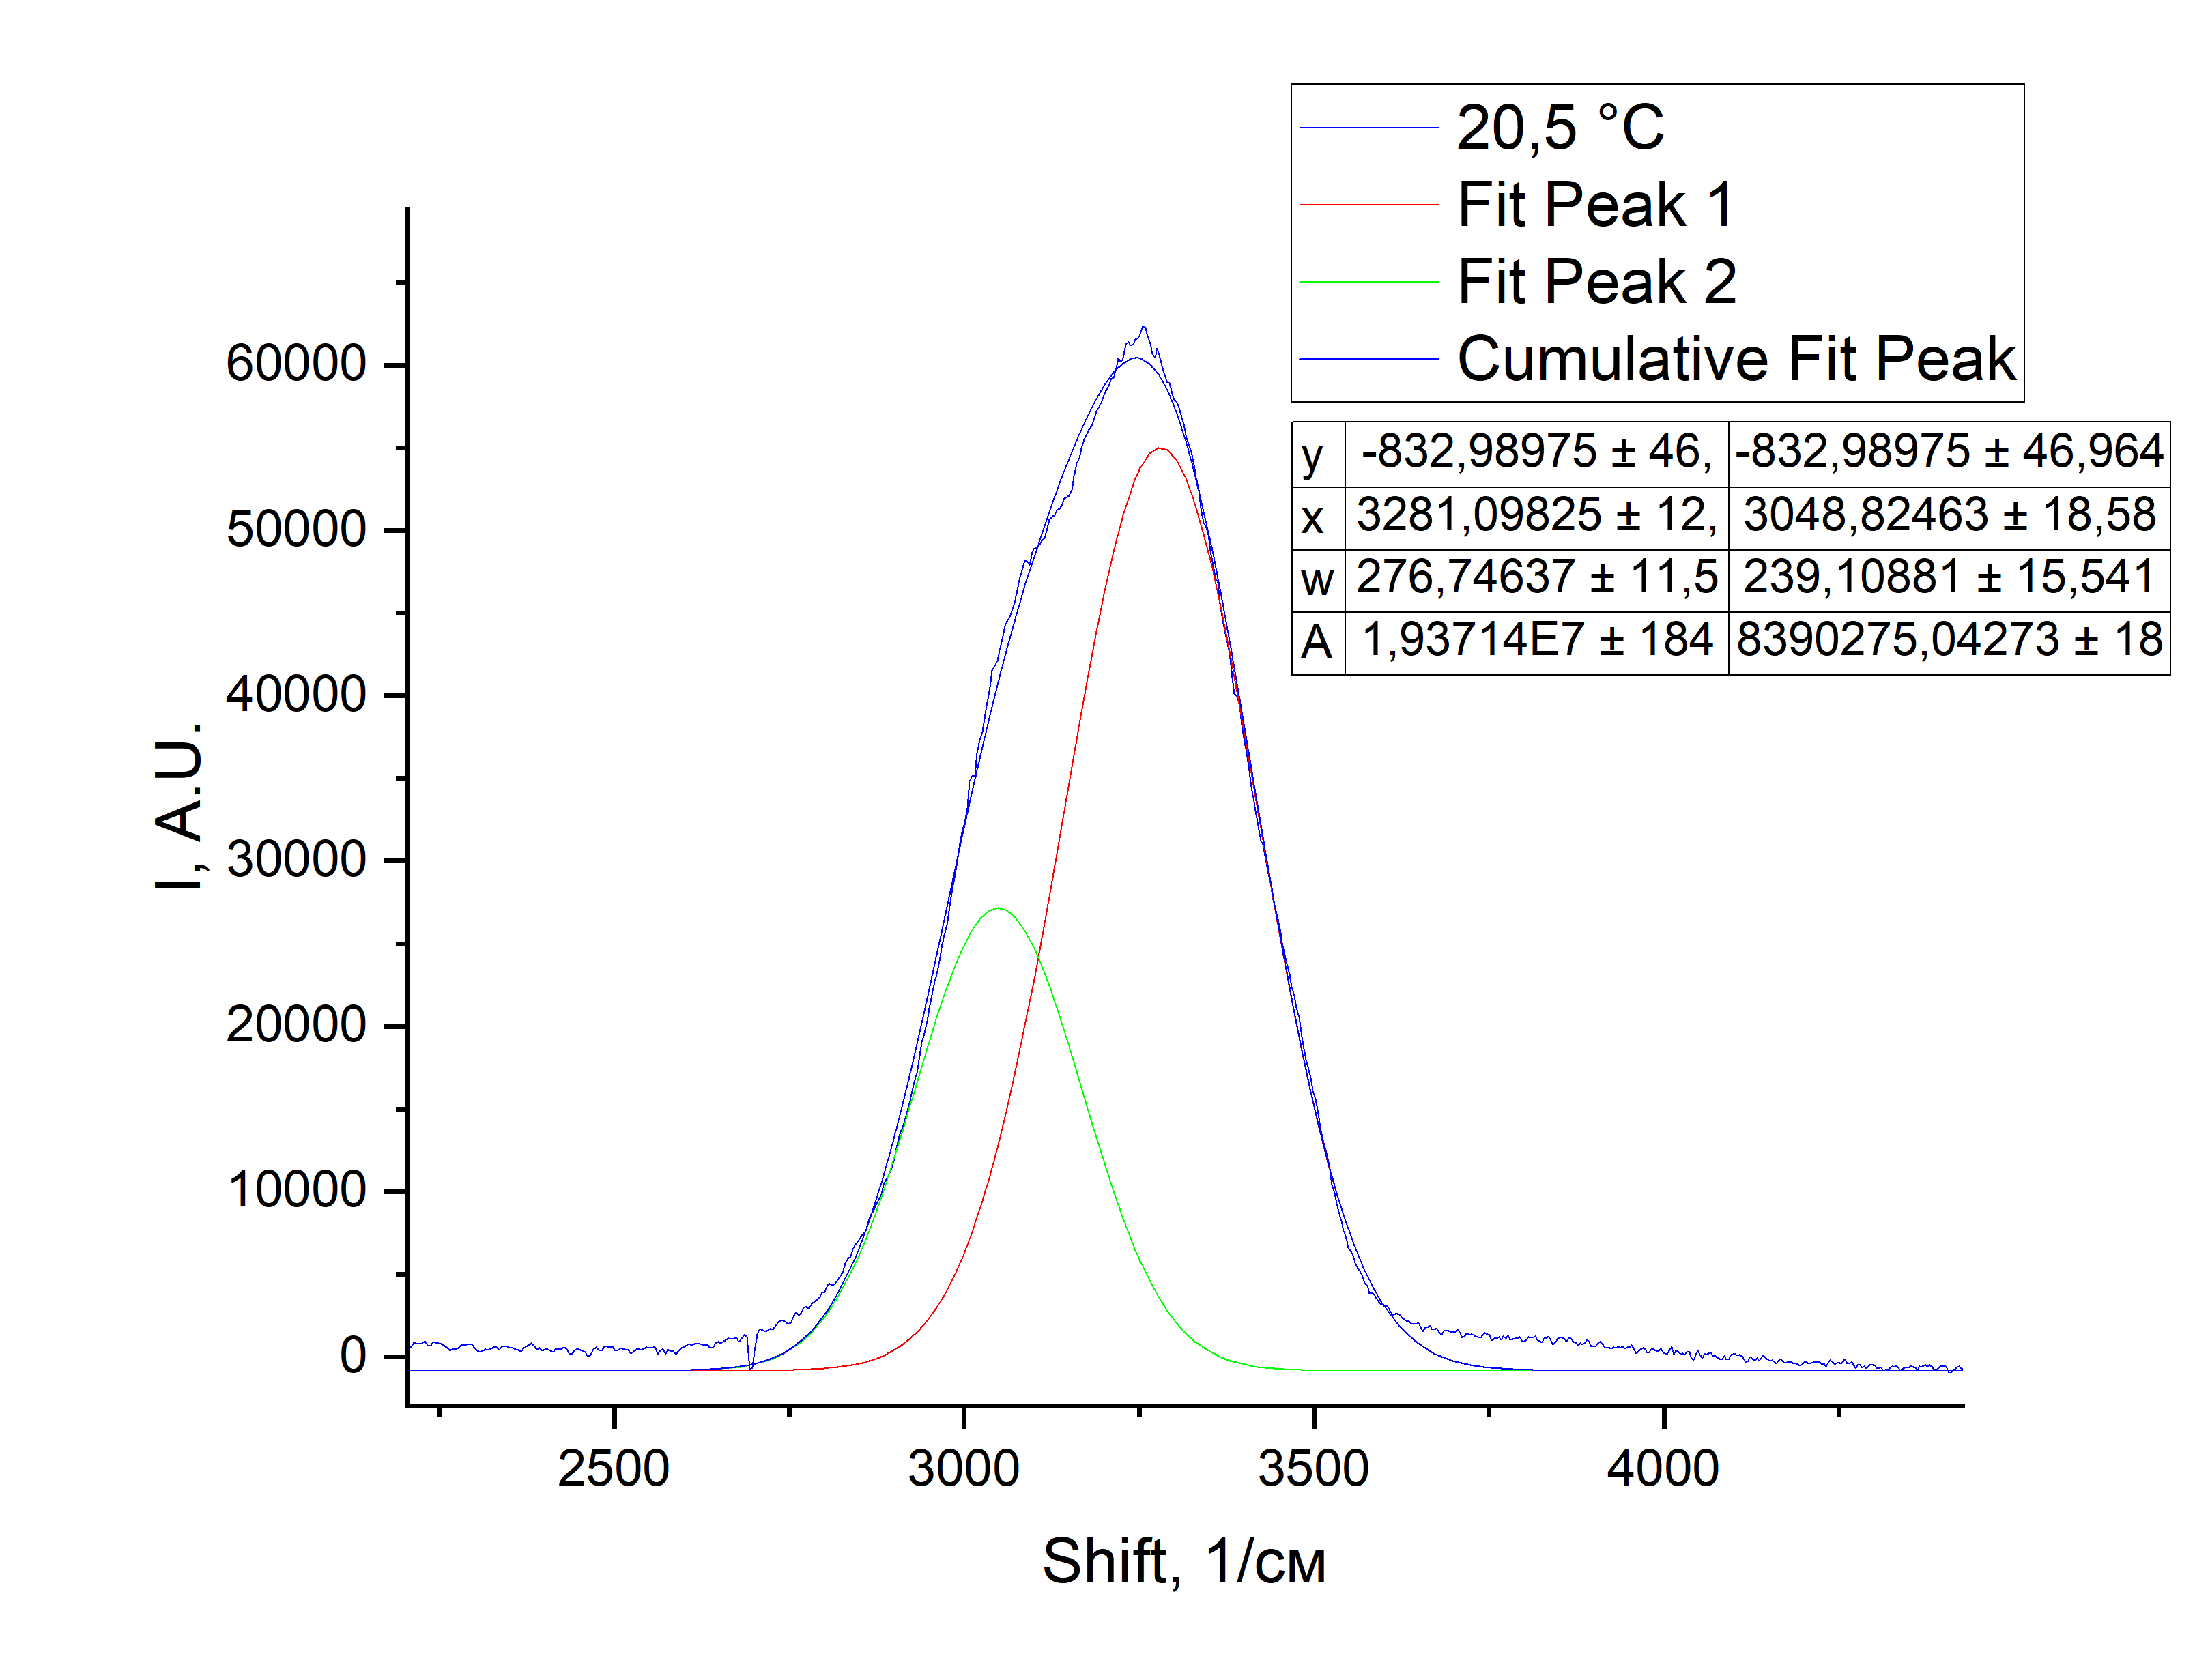 20,5 °C
Fit Peak 1
Fit Peak 2
Cumulative Fit Peak
y -832,98975 ± 46, -832,98975 ± 46,964
x 3281,09825 ± 12, 3048,82463 ± 18,58
w 276,74637 ± 11,5 239,10881 ± 15,541
A 1,93714E7 ± 184 8390275,04273 ± 18
60000
50000
40000
30000
20000
10000
0
I, A.U.
2500 3000 3500 4000
Shift, 1/см